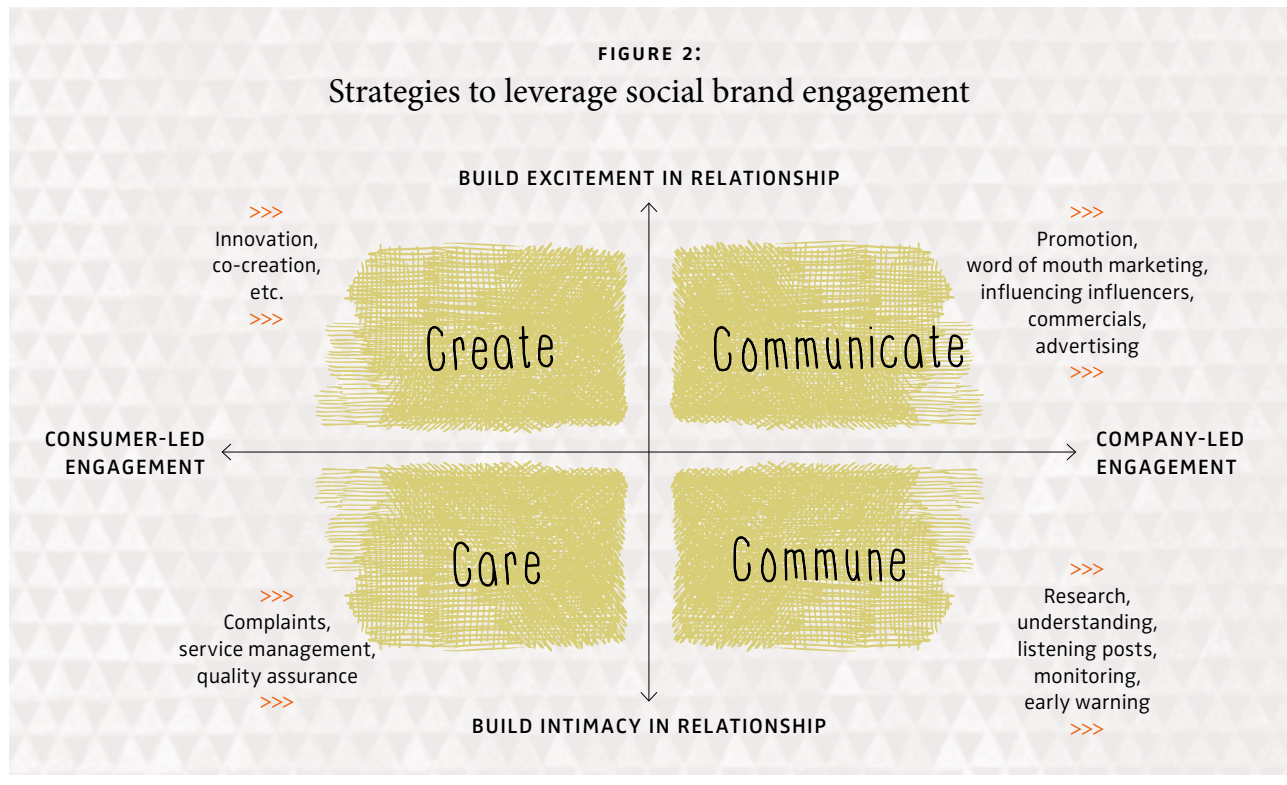 FIGURE 2:
Strategies to leverage social brand engagement
BUILD EXCITEMENT IN RELATIONSHIP
>>>
Innovation,
co-creation,
etc.
>>>
Create
>>>
Promotion,
word of mouth marketing,
influencing influencers,
commercials,
advertising
>>>
Communicate
CONSUMER-LED
ENGAGEMENT
COMPANY-LED
ENGAGEMENT
Care
>>>
Complaints,
service management,
quality assurance
>>>
Commune
>>>
Research,
understanding,
listening posts,
monitoring,
early warning
>>>
BUILD INTIMACY IN RELATIONSHIP